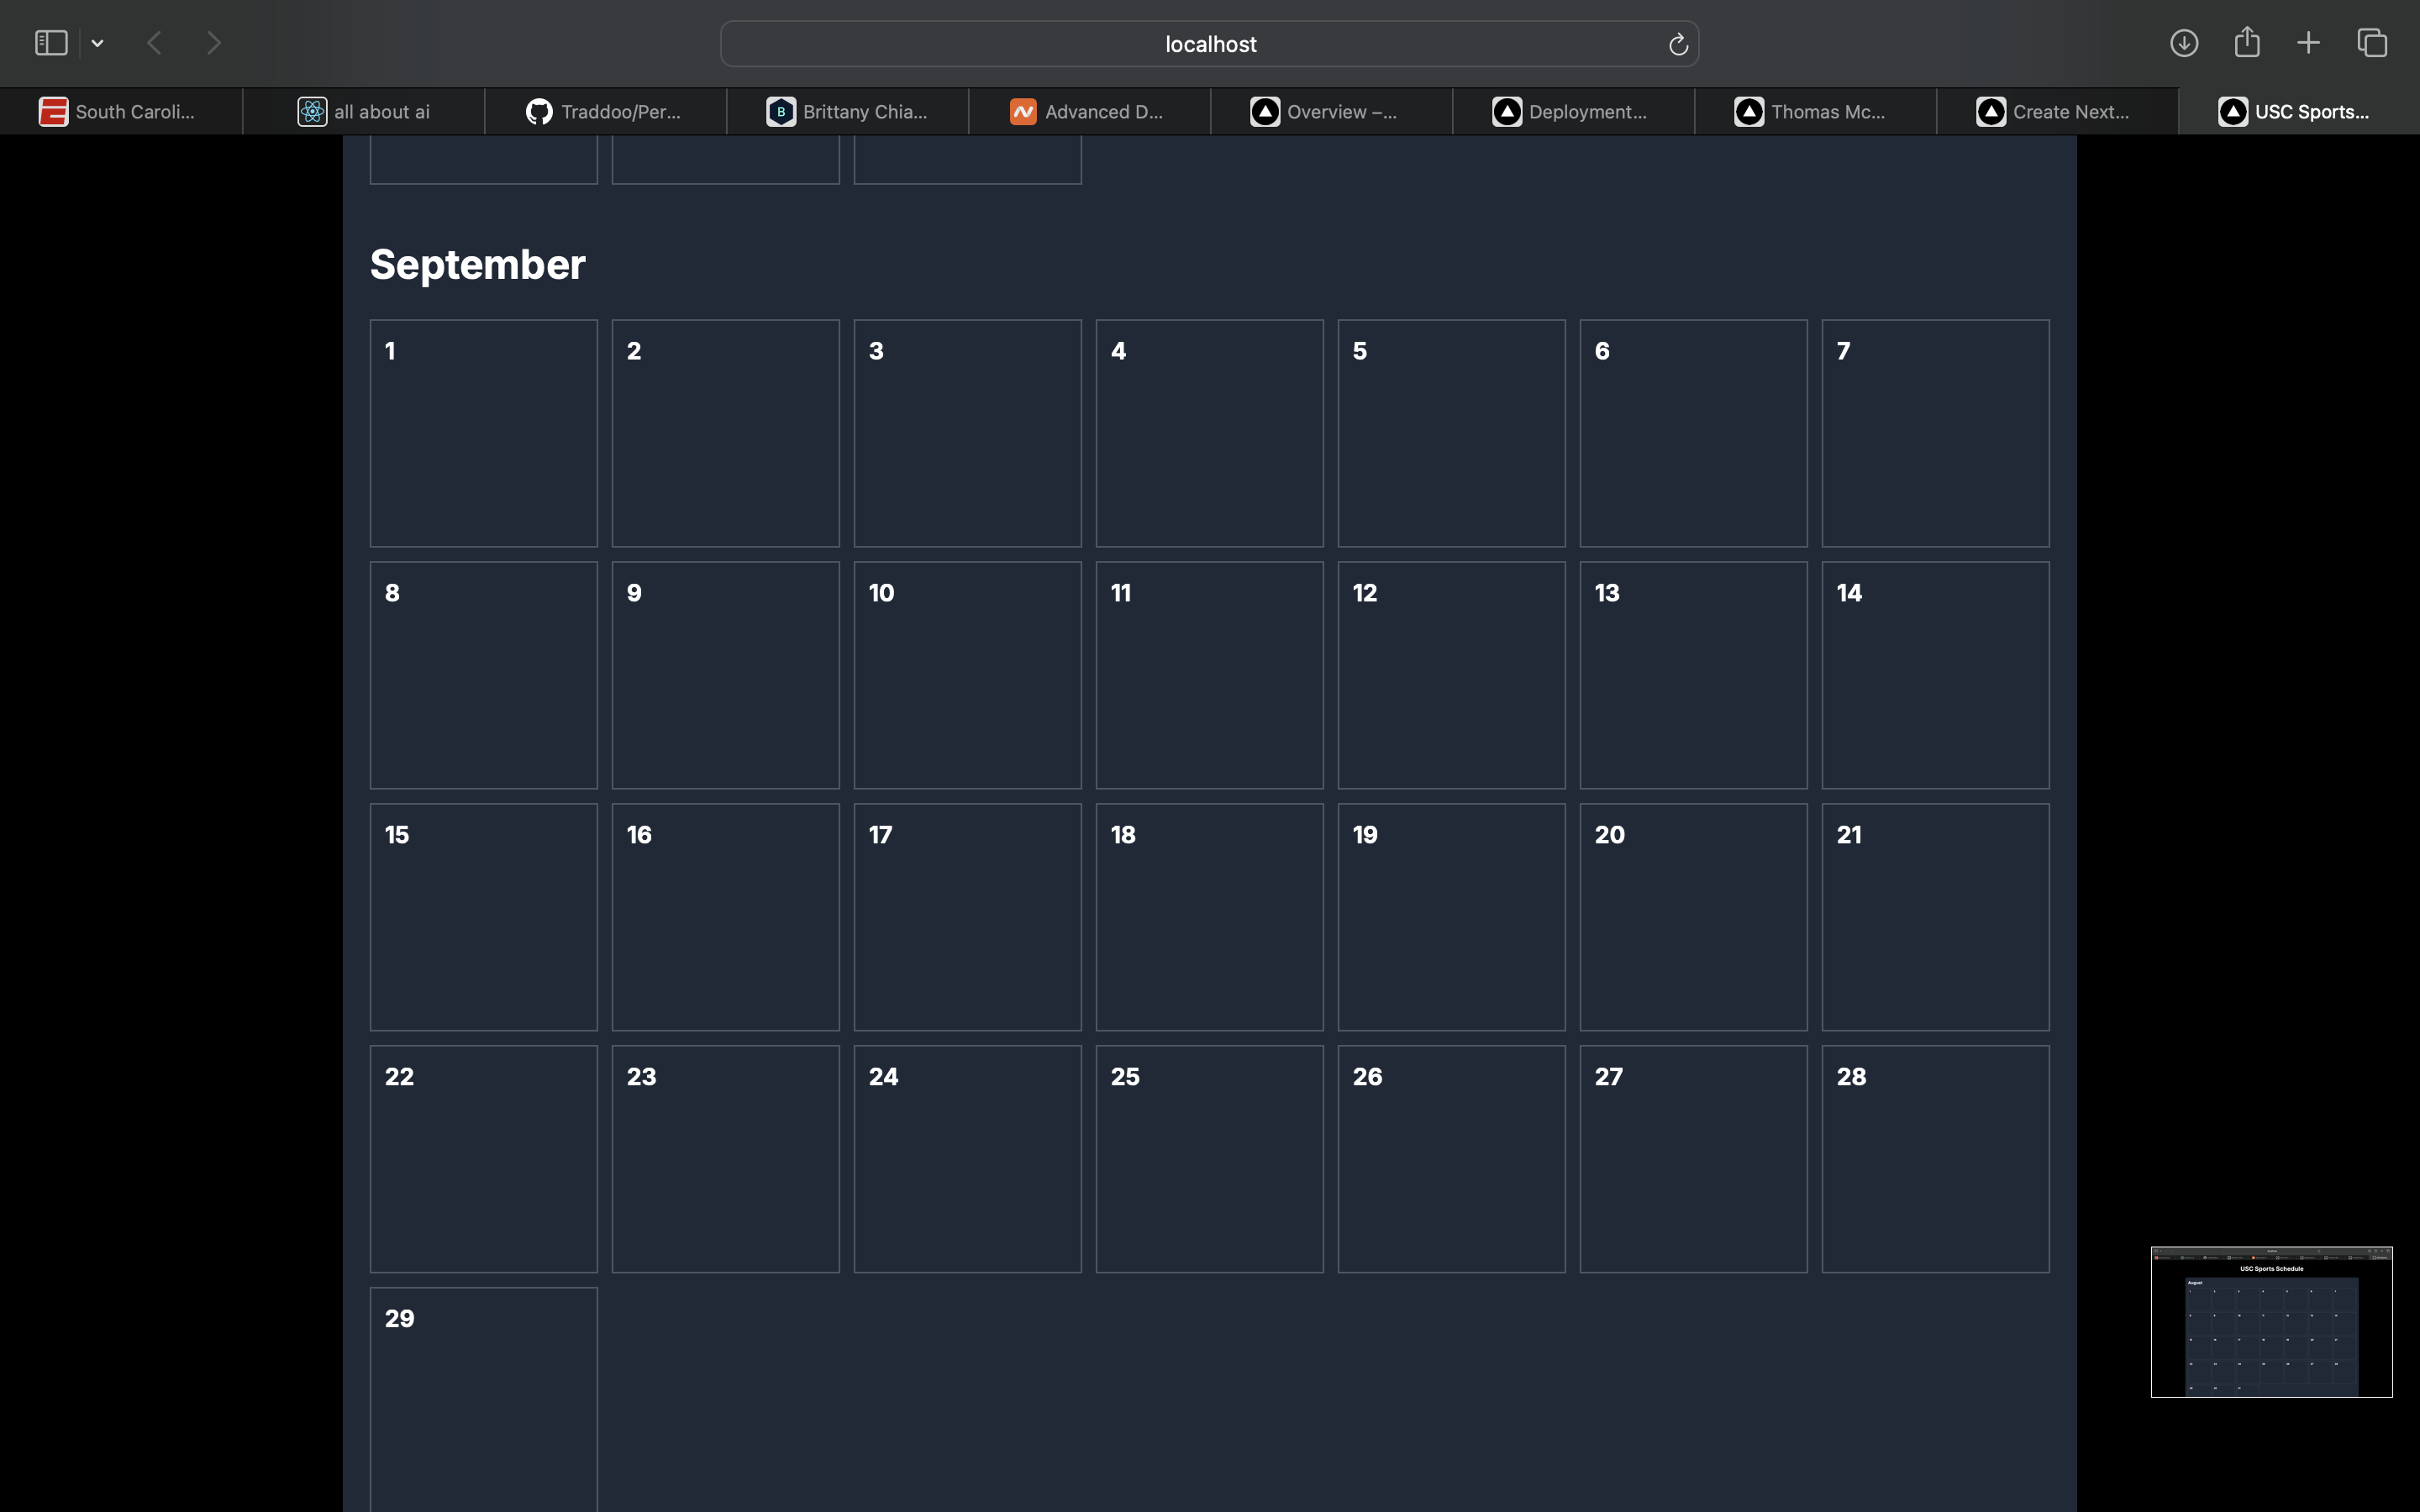 localhost
South Caroli...
all about ai
Traddoo/Per...
B
Brittany Chia...
Advanced D...
Overview –...
Deployment...
Thomas Mc...
Create Next...
USC Sports...
September
1 2 3 4 5 6 7
8 9 10 11 12 13 14
15 16 17 18 19 20 21
22 23 24 25 26 27 28
29
USC Sports Schedule
August